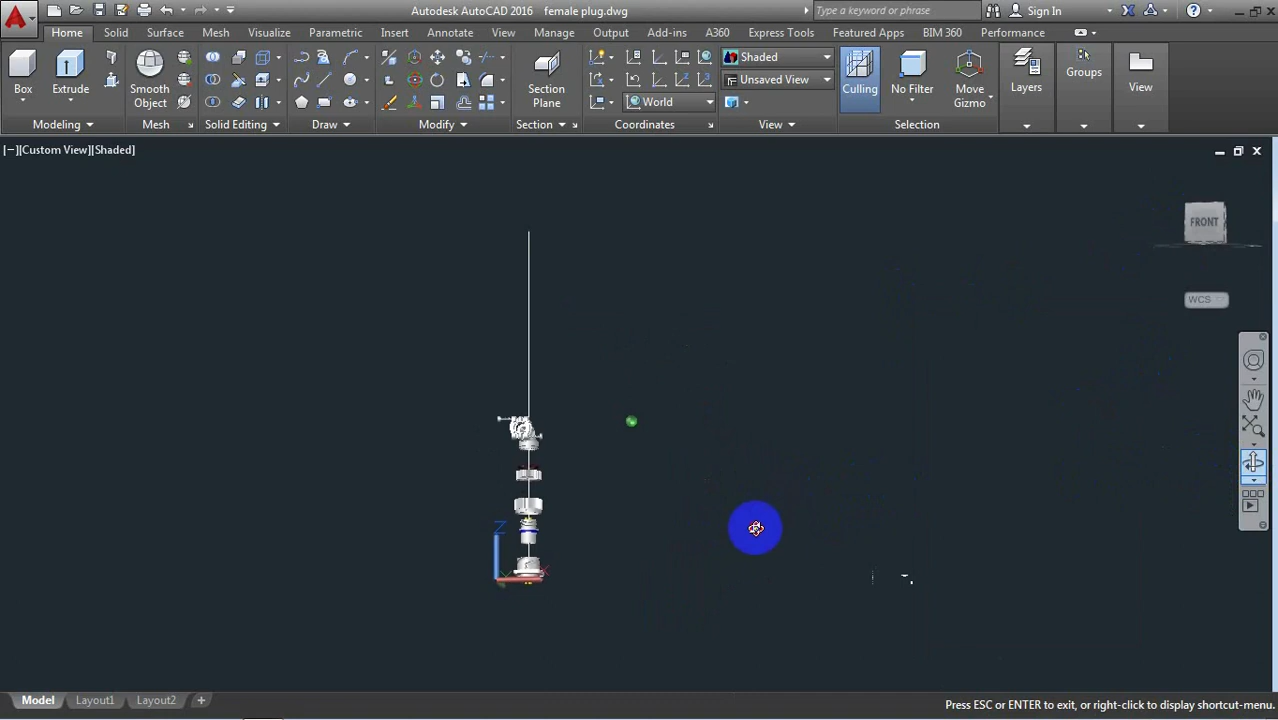 Autodesk AutoCAD 2016 female plug.dwg
Type a keyword or phrase
Sign In
Home Solid Surface Mesh Visualize Parametric Insert Annotate View Manage Output Add-ins A360 Express Tools Featured Apps BIM 360 Performance
Box
Extrude
Smooth Object
Section Plane
Shaded
Unsaved View
World
Culling
No Filter
Move Gizmo
Layers
Groups
View
Modeling Mesh Solid Editing Draw Modify Section Coordinates View Selection
[−][Custom View][Shaded]
FRONT
WCS
Z
X
Model Layout1 Layout2 +
Press ESC or ENTER to exit, or right-click to display shortcut-menu.